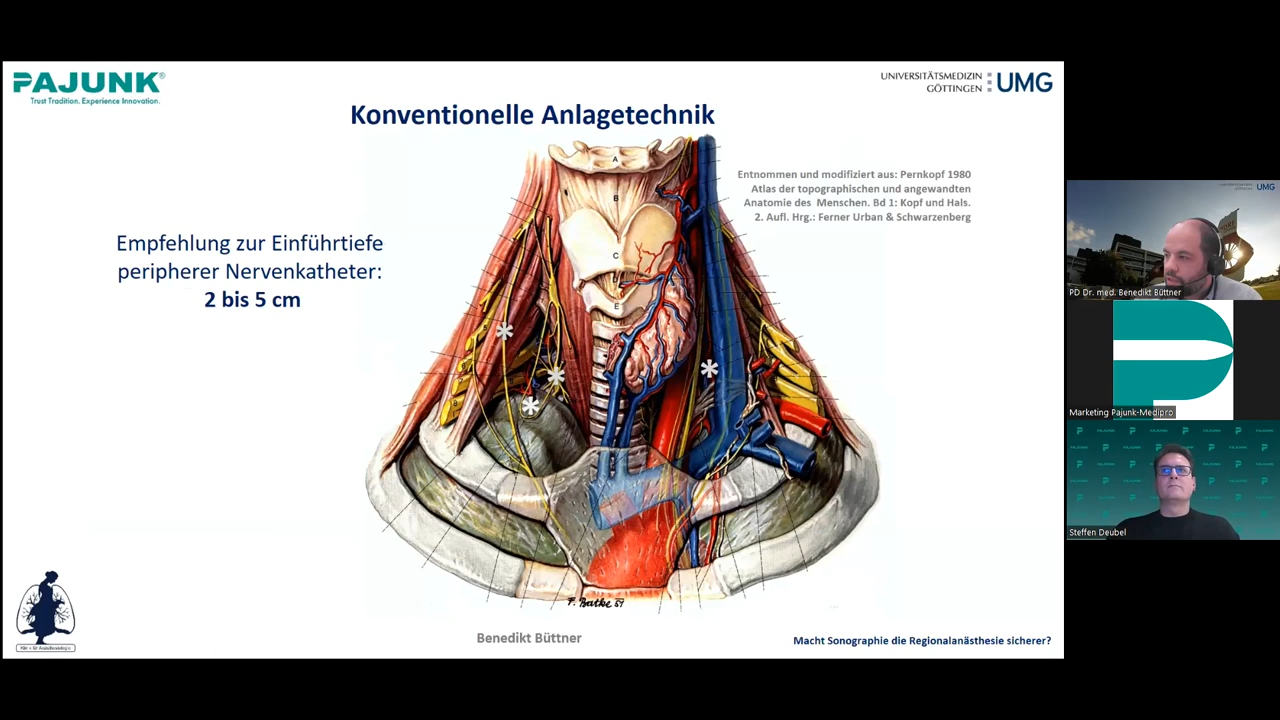 PAJUNK®
Trust Tradition. Experience Innovation.
UNIVERSITÄTSMEDIZIN
GÖTTINGEN
UMG
Konventionelle Anlagetechnik
Entnommen und modifiziert aus: Pernkopf 1980
Atlas der topographischen und angewandten
Anatomie des Menschen. Bd 1: Kopf und Hals.
2. Aufl. Hrg.: Ferner Urban & Schwarzenberg
Empfehlung zur Einführtiefe
peripherer Nervenkatheter:
2 bis 5 cm
A
B
C
E
Benedikt Büttner
Macht Sonographie die Regionalanästhesie sicherer?
UMG
PD Dr. med. Benedikt Büttner
Marketing Pajunk-Medipro
Steffen Deubel